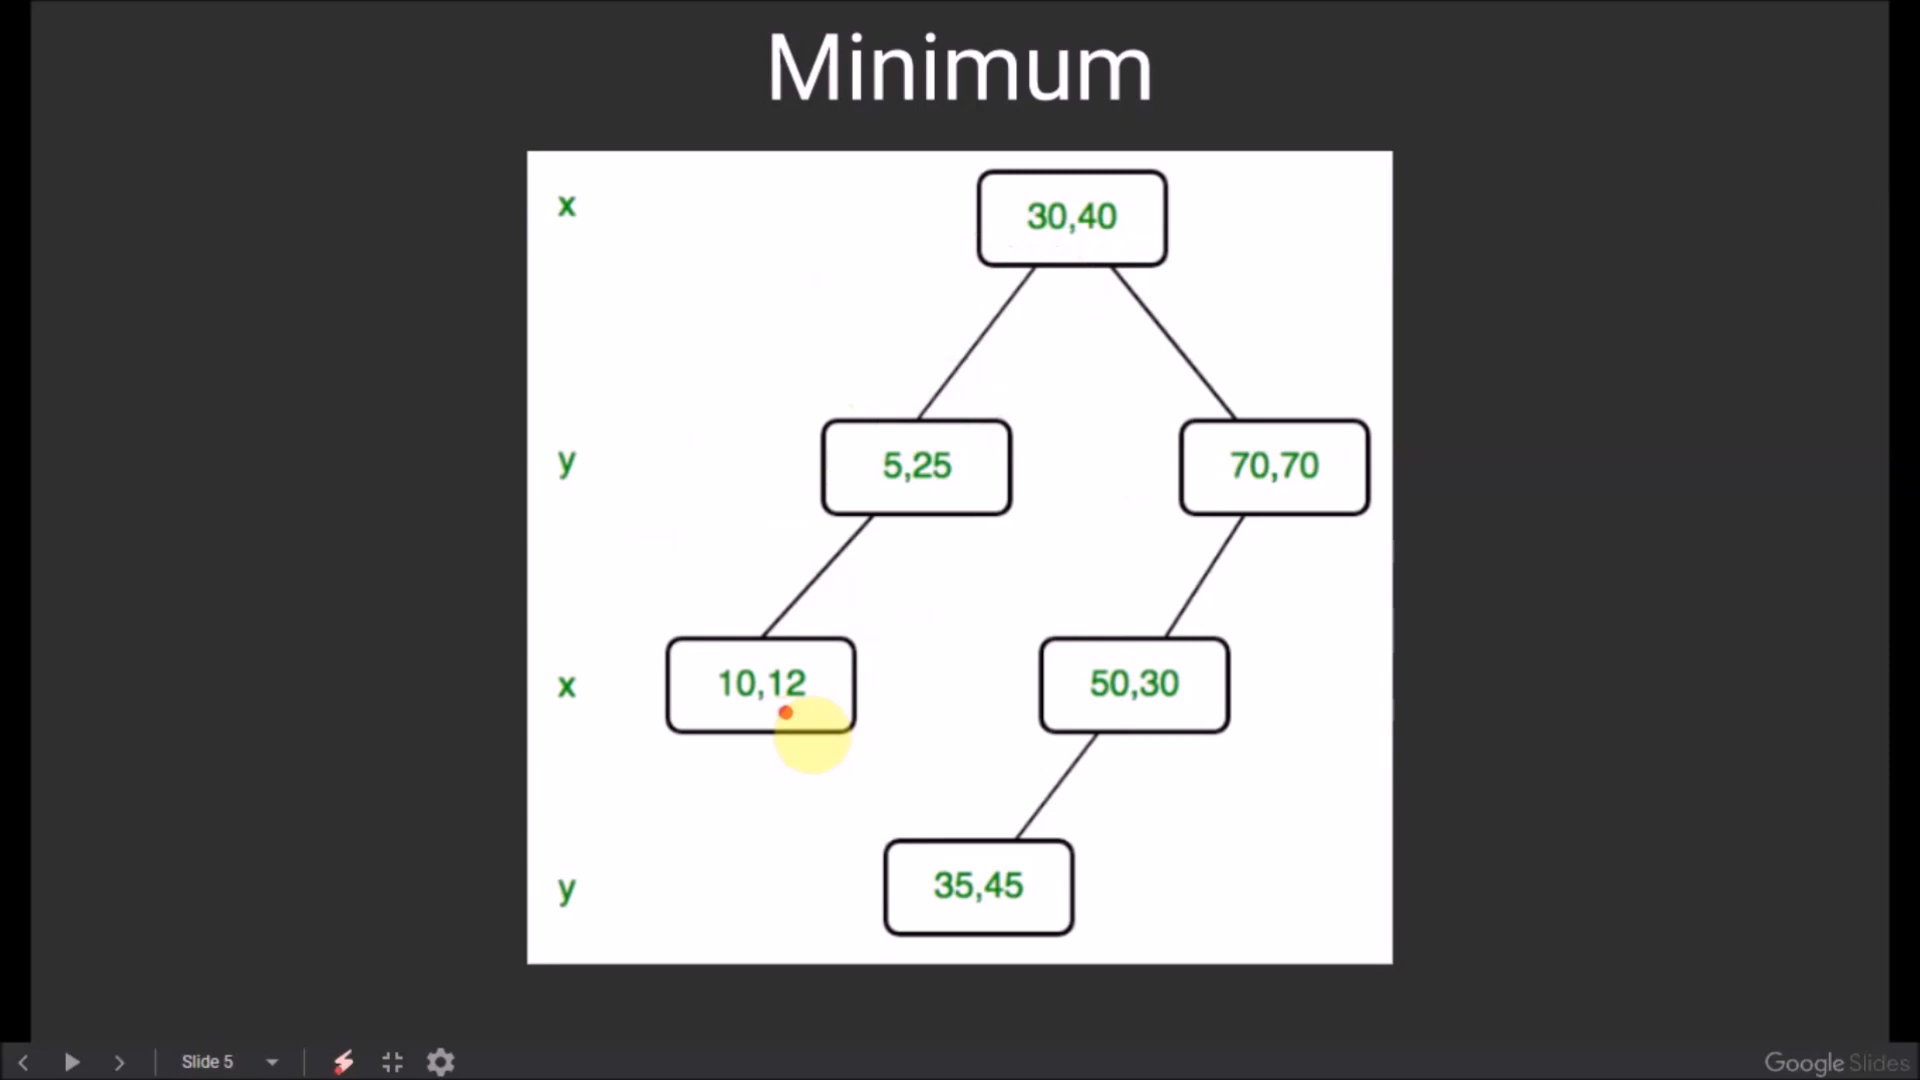 Minimum
x
30,40
y
5,25
70,70
x
10,12
50,30
y
35,45
Slide 5
Google Slides